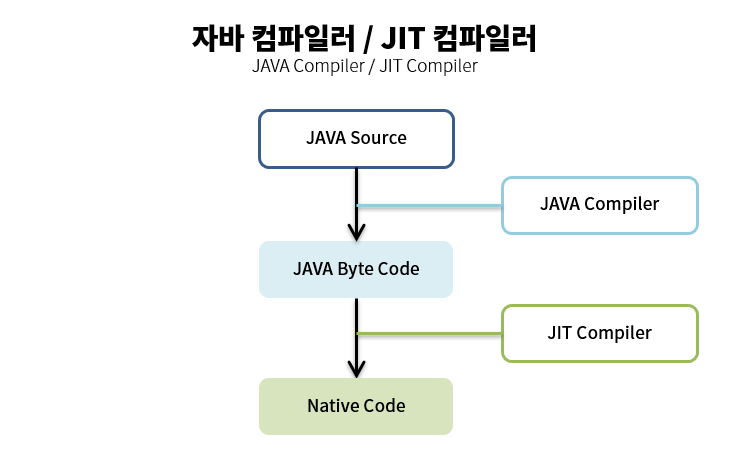 자바 컴파일러 / JIT 컴파일러
JAVA Compiler / JIT Compiler
JAVA Source
JAVA Compiler
JAVA Byte Code
JIT Compiler
Native Code